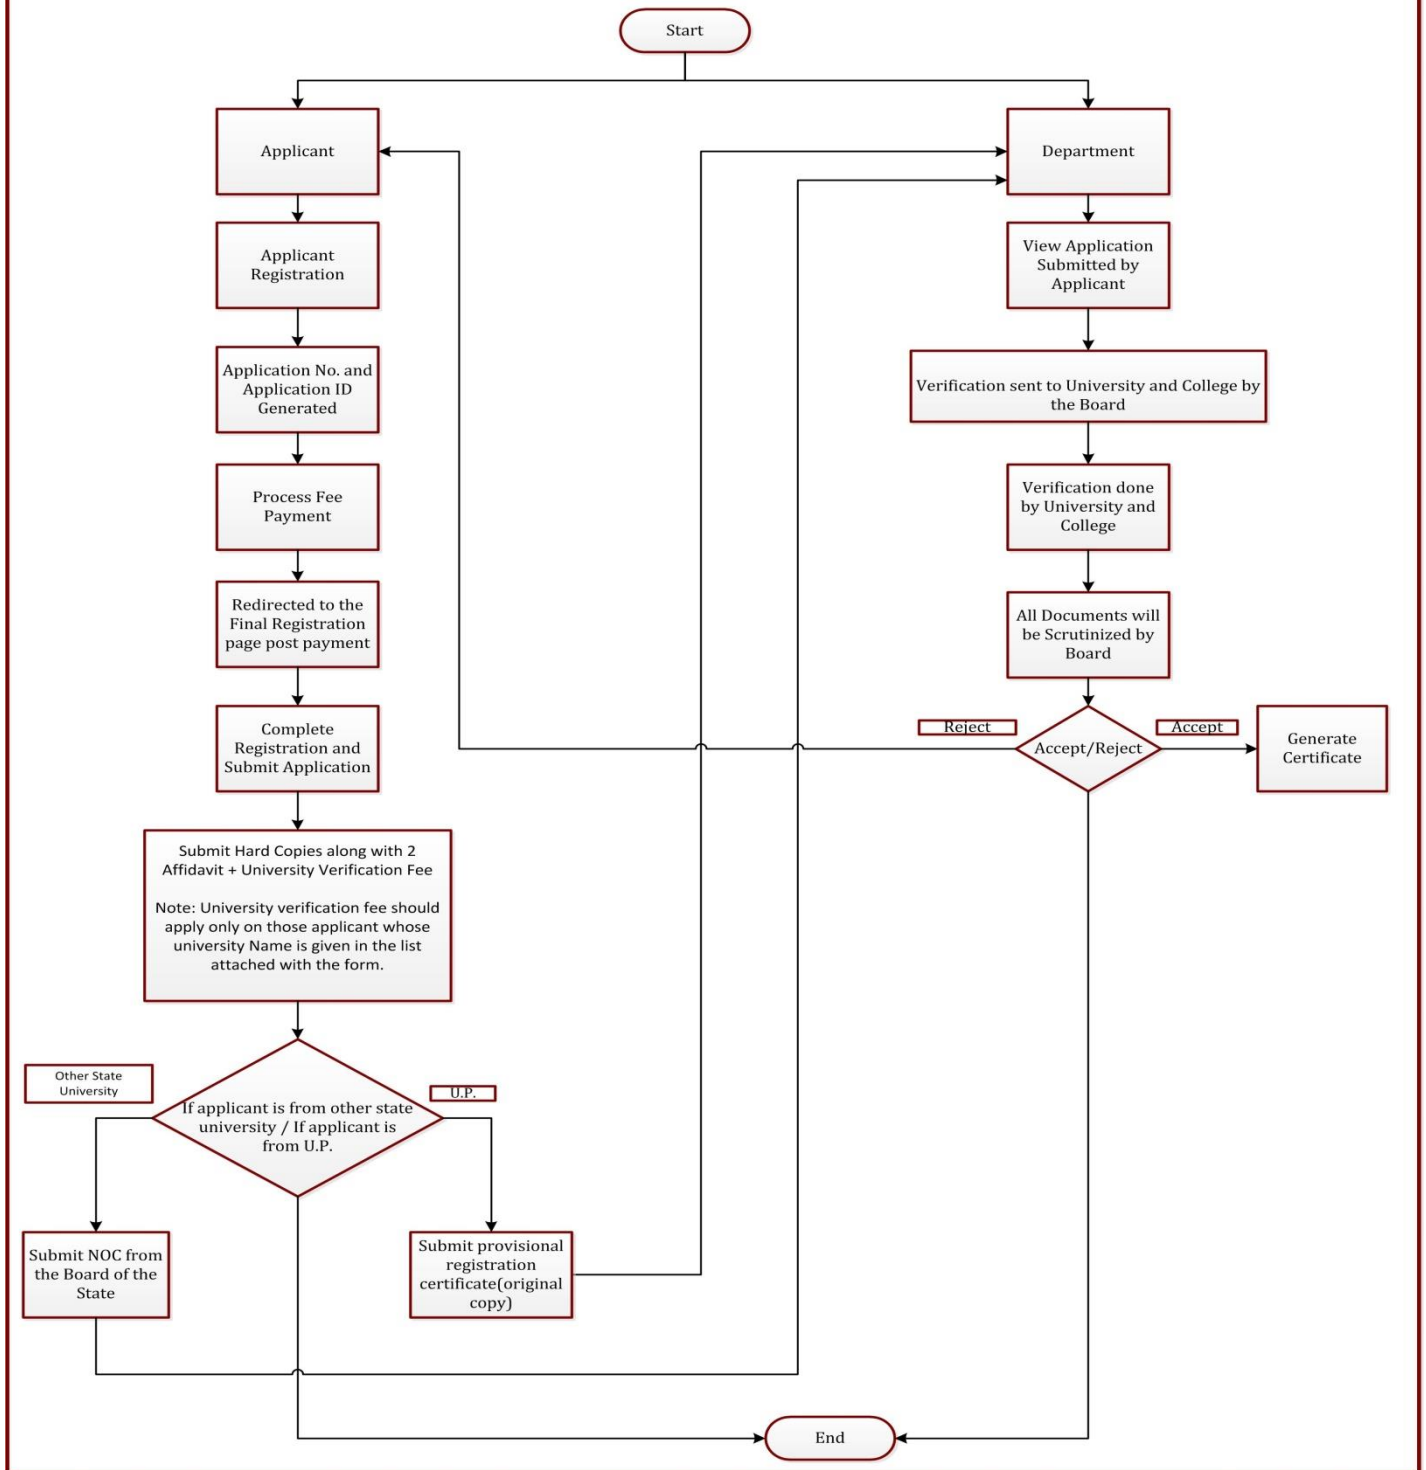 Start
Applicant
Applicant
Registration
Application No. and
Application ID
Generated
Process Fee
Payment
Redirected to the
Final Registration
page post payment
Complete
Registration and
Submit Application
Submit Hard Copies along with 2
Affidavit + University Verification Fee
Note: University verification fee should
apply only on those applicant whose
university Name is given in the list
attached with the form.
Other State
University
U.P.
If applicant is from other state
university / If applicant is
from U.P.
Submit NOC from
the Board of the
State
Submit provisional
registration
certificate(original
copy)
Department
View Application
Submitted by
Applicant
Verification sent to University and College by
the Board
Verification done
by University and
College
All Documents will
be Scrutinized by
Board
Reject
Accept/Reject
Accept
Generate
Certificate
End